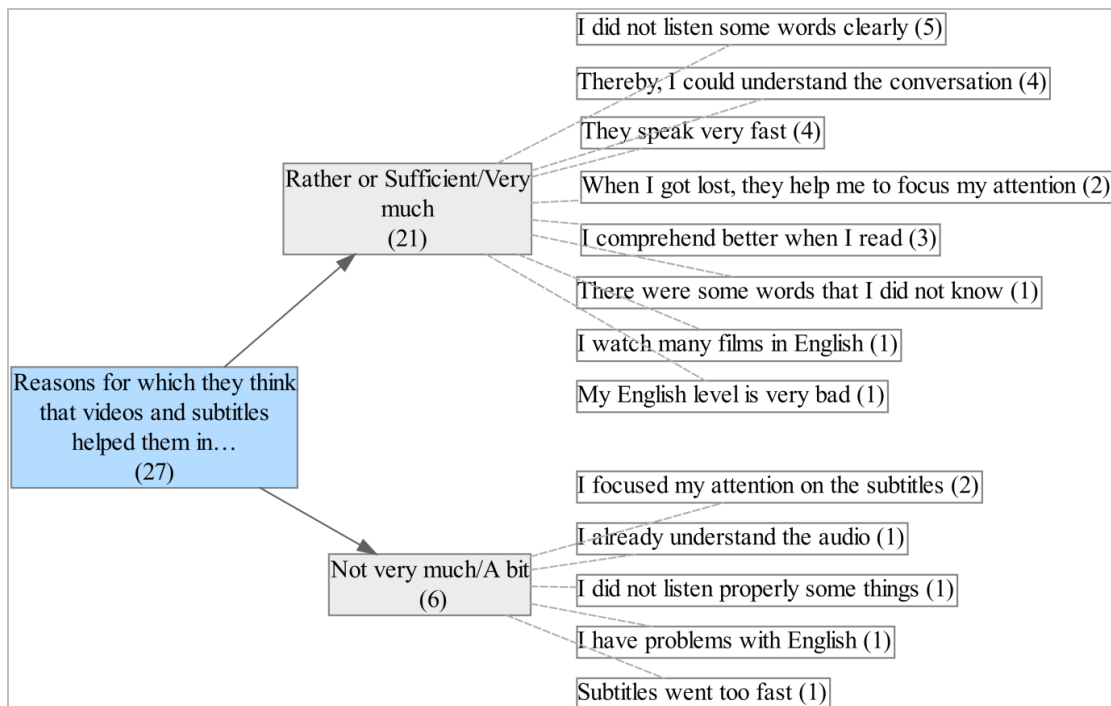 I did not listen some words clearly (5)
Thereby, I could understand the conversation (4)
They speak very fast (4)
Rather or Sufficient/Very
much
(21)
When I got lost, they help me to focus my attention (2)
I comprehend better when I read (3)
There were some words that I did not know (1)
I watch many films in English (1)
My English level is very bad (1)
Reasons for which they think
that videos and subtitles
helped them in…
(27)
I focused my attention on the subtitles (2)
I already understand the audio (1)
Not very much/A bit
(6)
I did not listen properly some things (1)
I have problems with English (1)
Subtitles went too fast (1)